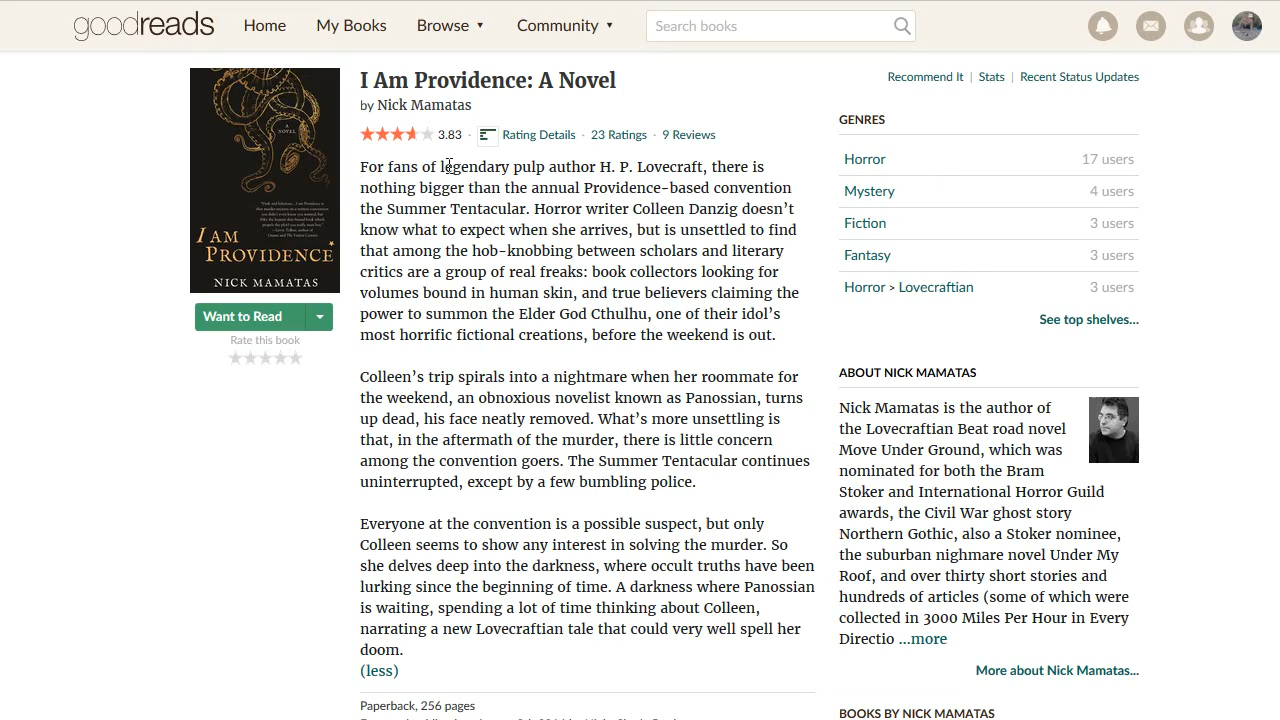 goodreads
Home
My Books
Browse ▼
Community ▼
Search books
A
NOVEL
I AM
PROVIDENCE
NICK MAMATAS
Want to Read
Rate this book
I Am Providence: A Novel
by Nick Mamatas
3.83 · Rating Details · 23 Ratings · 9 Reviews
For fans of legendary pulp author H. P. Lovecraft, there is
nothing bigger than the annual Providence-based convention
the Summer Tentacular. Horror writer Colleen Danzig doesn’t
know what to expect when she arrives, but is unsettled to find
that among the hob-knobbing between scholars and literary
critics are a group of real freaks: book collectors looking for
volumes bound in human skin, and true believers claiming the
power to summon the Elder God Cthulhu, one of their idol’s
most horrific fictional creations, before the weekend is out.
Colleen’s trip spirals into a nightmare when her roommate for
the weekend, an obnoxious novelist known as Panossian, turns
up dead, his face neatly removed. What’s more unsettling is
that, in the aftermath of the murder, there is little concern
among the convention goers. The Summer Tentacular continues
uninterrupted, except by a few bumbling police.
Everyone at the convention is a possible suspect, but only
Colleen seems to show any interest in solving the murder. So
she delves deep into the darkness, where occult truths have been
lurking since the beginning of time. A darkness where Panossian
is waiting, spending a lot of time thinking about Colleen,
narrating a new Lovecraftian tale that could very well spell her
doom.
(less)
Paperback, 256 pages
Recommend It | Stats | Recent Status Updates
GENRES
Horror 17 users
Mystery 4 users
Fiction 3 users
Fantasy 3 users
Horror > Lovecraftian 3 users
See top shelves…
ABOUT NICK MAMATAS
Nick Mamatas is the author of
the Lovecraftian Beat road novel
Move Under Ground, which was
nominated for both the Bram
Stoker and International Horror Guild
awards, the Civil War ghost story
Northern Gothic, also a Stoker nominee,
the suburban nighmare novel Under My
Roof, and over thirty short stories and
hundreds of articles (some of which were
collected in 3000 Miles Per Hour in Every
Directio ...more
More about Nick Mamatas...
BOOKS BY NICK MAMATAS